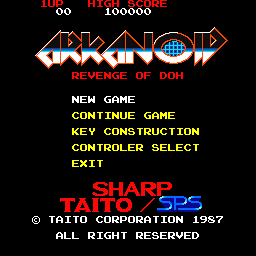 1UP HIGH SCORE
00 100000
ARKANOID
REVENGE OF DOH
NEW GAME
CONTINUE GAME
KEY CONSTRUCTION
CONTROLER SELECT
EXIT
SHARP
TAITO / SPS
© TAITO CORPORATION 1987
ALL RIGHT RESERVED